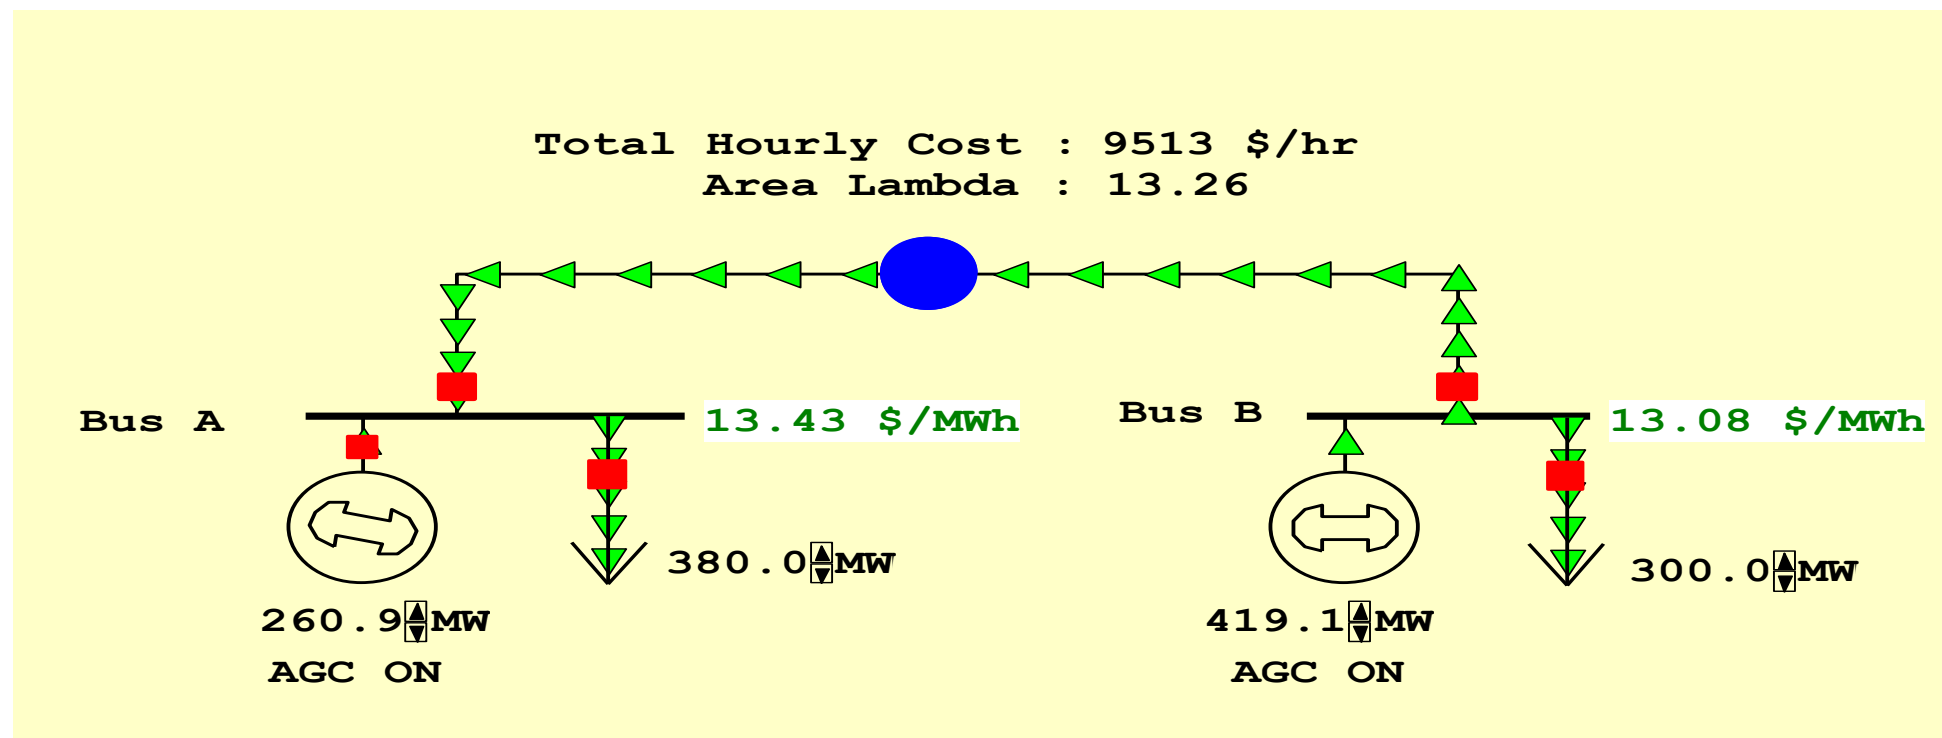 Total Hourly Cost : 9513 $/hr
Area Lambda : 13.26
Bus A
13.43 $/MWh
Bus B
13.08 $/MWh
380.0 MW
300.0 MW
260.9 MW
419.1 MW
AGC ON
AGC ON